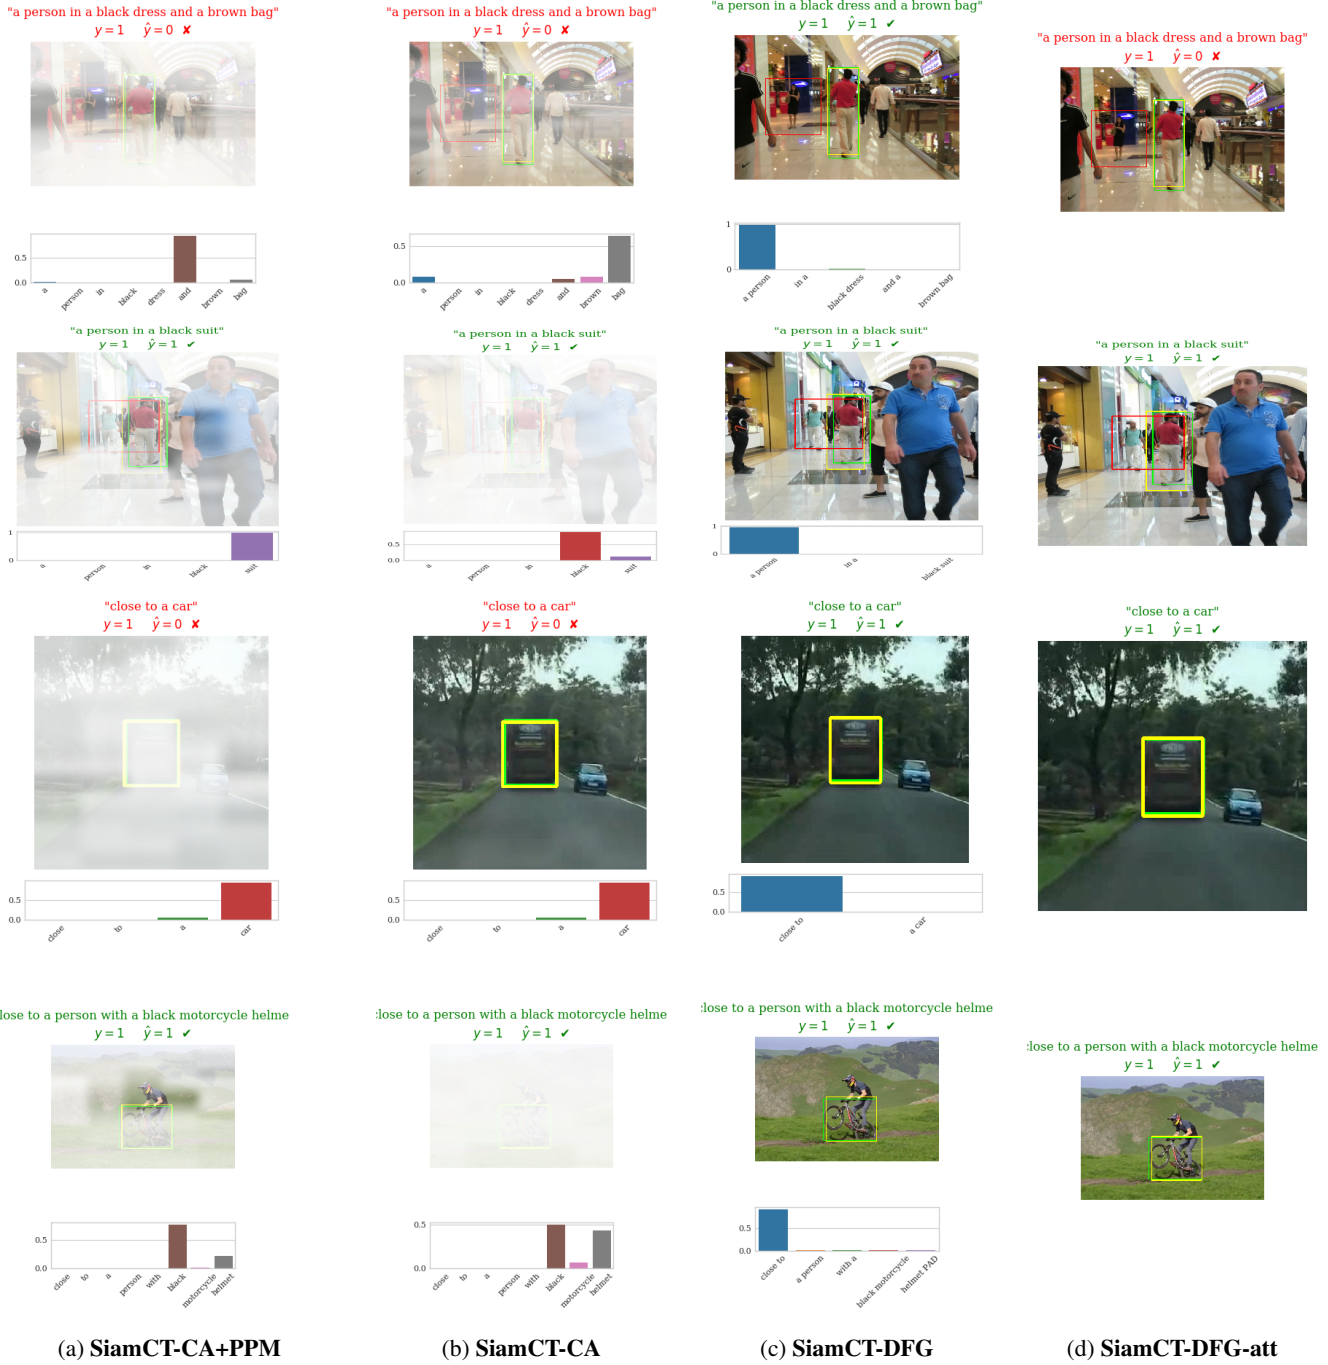 "a person in a black dress and a brown bag"
y = 1 ŷ = 0 ✘
"a person in a black dress and a brown bag"
y = 1 ŷ = 0 ✘
"a person in a black dress and a brown bag"
y = 1 ŷ = 1 ✔
"a person in a black dress and a brown bag"
y = 1 ŷ = 0 ✘
0.5
0.0
a person in black dress and brown bag
0.5
0.0
a person in black dress and brown bag
1
0
a person in a black dress and a brown bag
"a person in a black suit"
y = 1 ŷ = 1 ✔
"a person in a black suit"
y = 1 ŷ = 1 ✔
"a person in a black suit"
y = 1 ŷ = 1 ✔
"a person in a black suit"
y = 1 ŷ = 1 ✔
1
0
a person in black suit
0.5
0.0
a person in black suit
1
0
a person in a black suit
"close to a car"
y = 1 ŷ = 0 ✘
"close to a car"
y = 1 ŷ = 0 ✘
"close to a car"
y = 1 ŷ = 1 ✔
"close to a car"
y = 1 ŷ = 1 ✔
0.5
0.0
close to a car
0.5
0.0
close to a car
0.5
0.0
close to a car
lose to a person with a black motorcycle helme
y = 1 ŷ = 1 ✔
close to a person with a black motorcycle helme
y = 1 ŷ = 1 ✔
close to a person with a black motorcycle helme
y = 1 ŷ = 1 ✔
close to a person with a black motorcycle helme
y = 1 ŷ = 1 ✔
0.5
0.0
close to a person with black motorcycle helmet
0.5
0.0
close to a person with black motorcycle helmet
0.5
0.0
close to a person with a black motorcycle helmet PAD
(a) SiamCT-CA+PPM
(b) SiamCT-CA
(c) SiamCT-DFG
(d) SiamCT-DFG-att